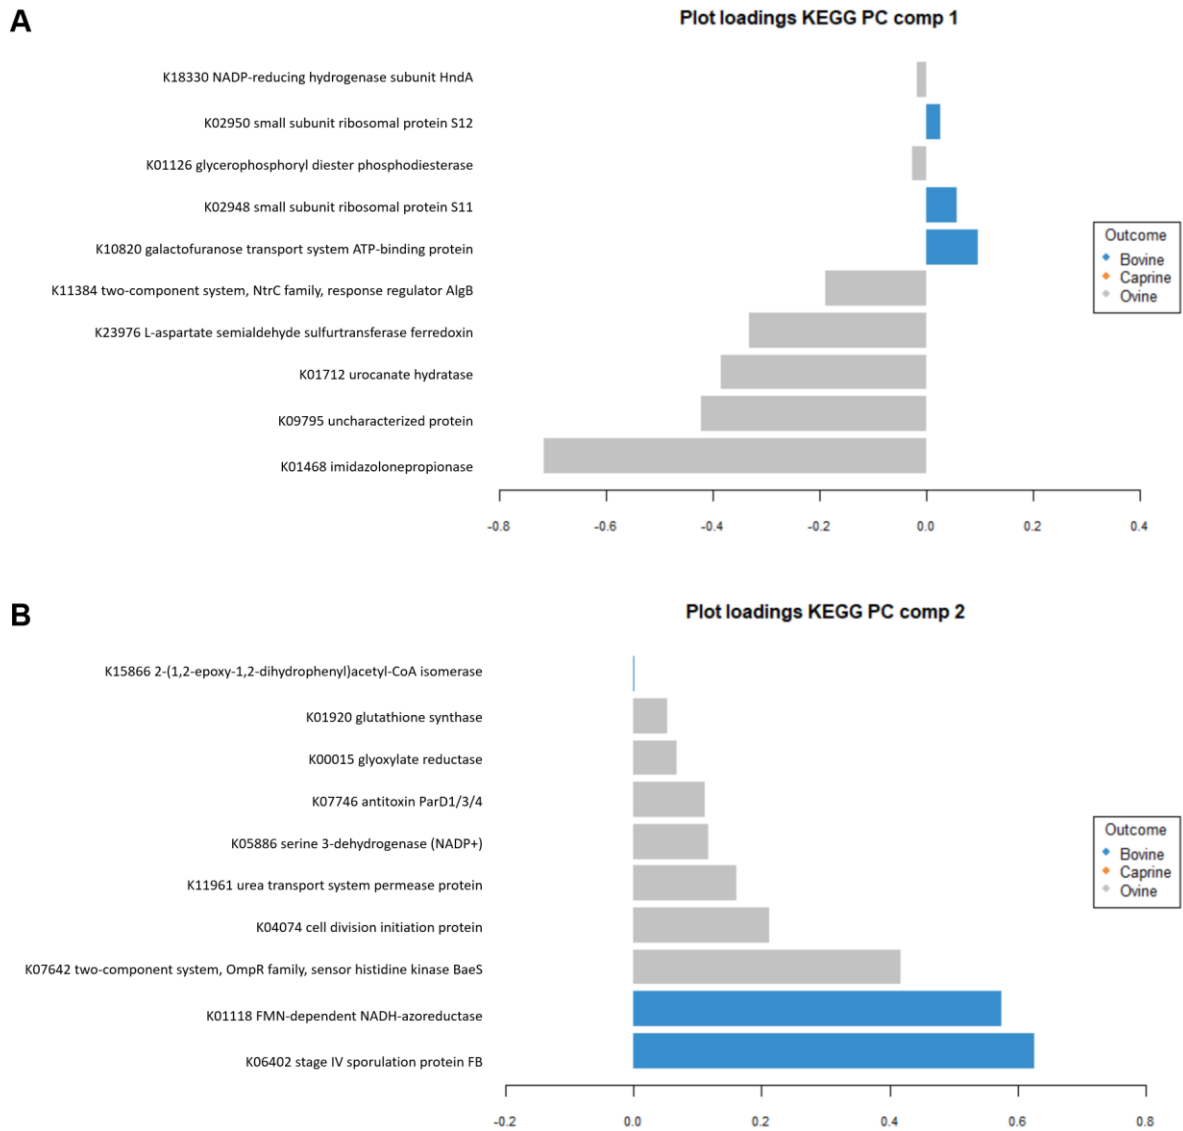 A
Plot loadings KEGG PC comp 1
K18330 NADP-reducing hydrogenase subunit HndA
K02950 small subunit ribosomal protein S12
K01126 glycerophosphoryl diester phosphodiesterase
K02948 small subunit ribosomal protein S11
K10820 galactofuranose transport system ATP-binding protein
K11384 two-component system, NtrC family, response regulator AlgB
K23976 L-aspartate semialdehyde sulfurtransferase ferredoxin
K01712 urocanate hydratase
K09795 uncharacterized protein
K01468 imidazolonepropionase
Outcome
Bovine
Caprine
Ovine
-0.8 -0.6 -0.4 -0.2 0.0 0.2 0.4
B
Plot loadings KEGG PC comp 2
K15866 2-(1,2-epoxy-1,2-dihydrophenyl)acetyl-CoA isomerase
K01920 glutathione synthase
K00015 glyoxylate reductase
K07746 antitoxin ParD1/3/4
K05886 serine 3-dehydrogenase (NADP+)
K11961 urea transport system permease protein
K04074 cell division initiation protein
K07642 two-component system, OmpR family, sensor histidine kinase BaeS
K01118 FMN-dependent NADH-azoreductase
K06402 stage IV sporulation protein FB
Outcome
Bovine
Caprine
Ovine
-0.2 0.0 0.2 0.4 0.6 0.8